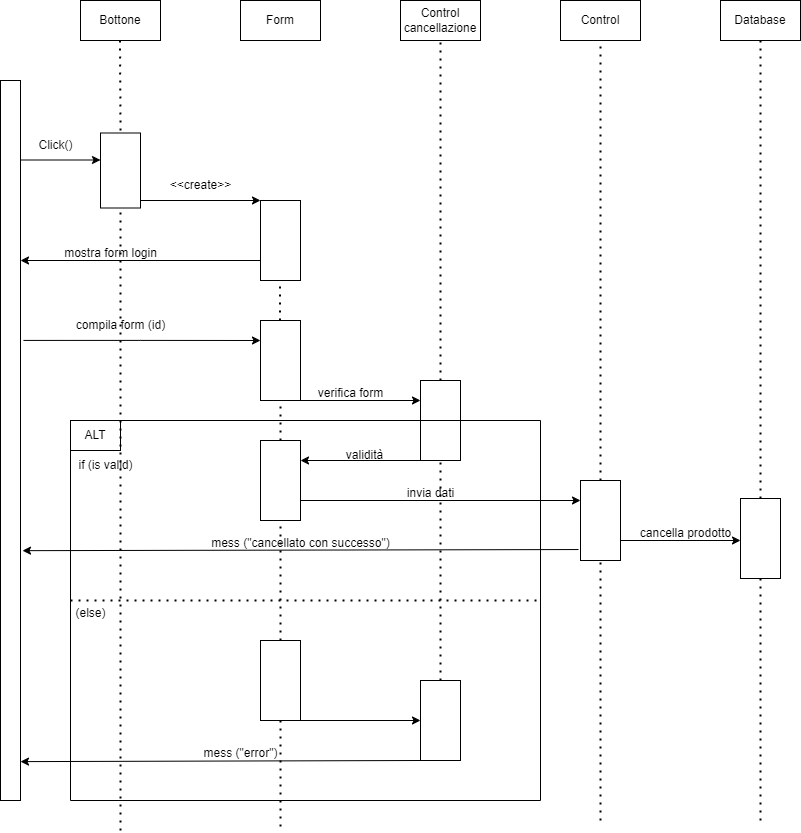 Bottone
Form
Control
cancellazione
Control
Database
Click()
<<create>>
mostra form login
compila form (id)
verifica form
ALT
validità
if (is valid)
invia dati
cancella prodotto
mess ("cancellato con successo")
(else)
mess ("error")